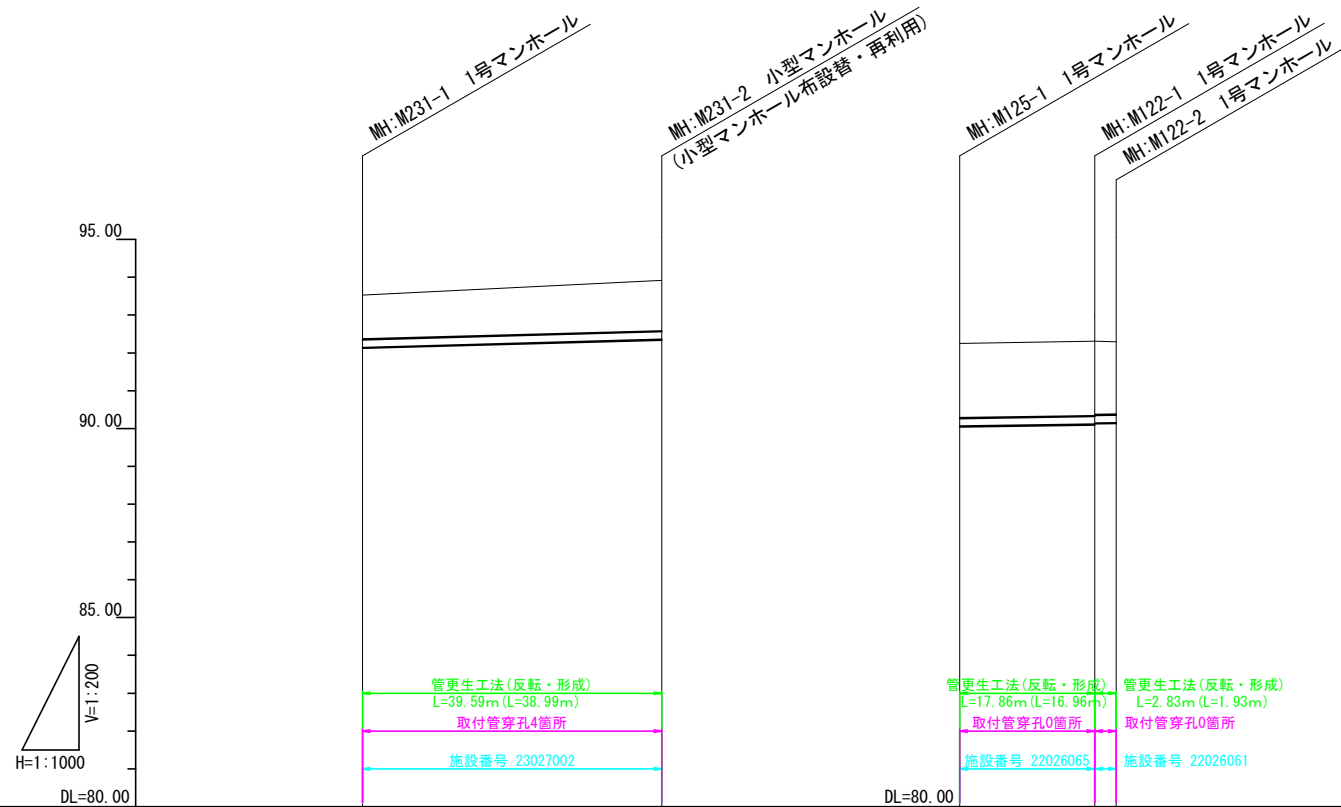 MH:M231-1 1号マンホール
MH:M231-2 小型マンホール
(小型マンホール布設替・再利用)
MH:M125-1 1号マンホール
MH:M122-1 1号マンホール
MH:M122-2 1号マンホール
95.00
90.00
85.00
V=1:200
H=1:1000
DL=80.00
管更生工法(反転・形成)
L=39.59m(L=38.99m)
取付管穿孔4箇所
施設番号 23027002
DL=80.00
管更生工法(反転・形成)
L=17.86m(L=16.96m)
取付管穿孔0箇所
施設番号 22026065
管更生工法(反転・形成)
L=2.83m(L=1.93m)
取付管穿孔0箇所
施設番号 22026061